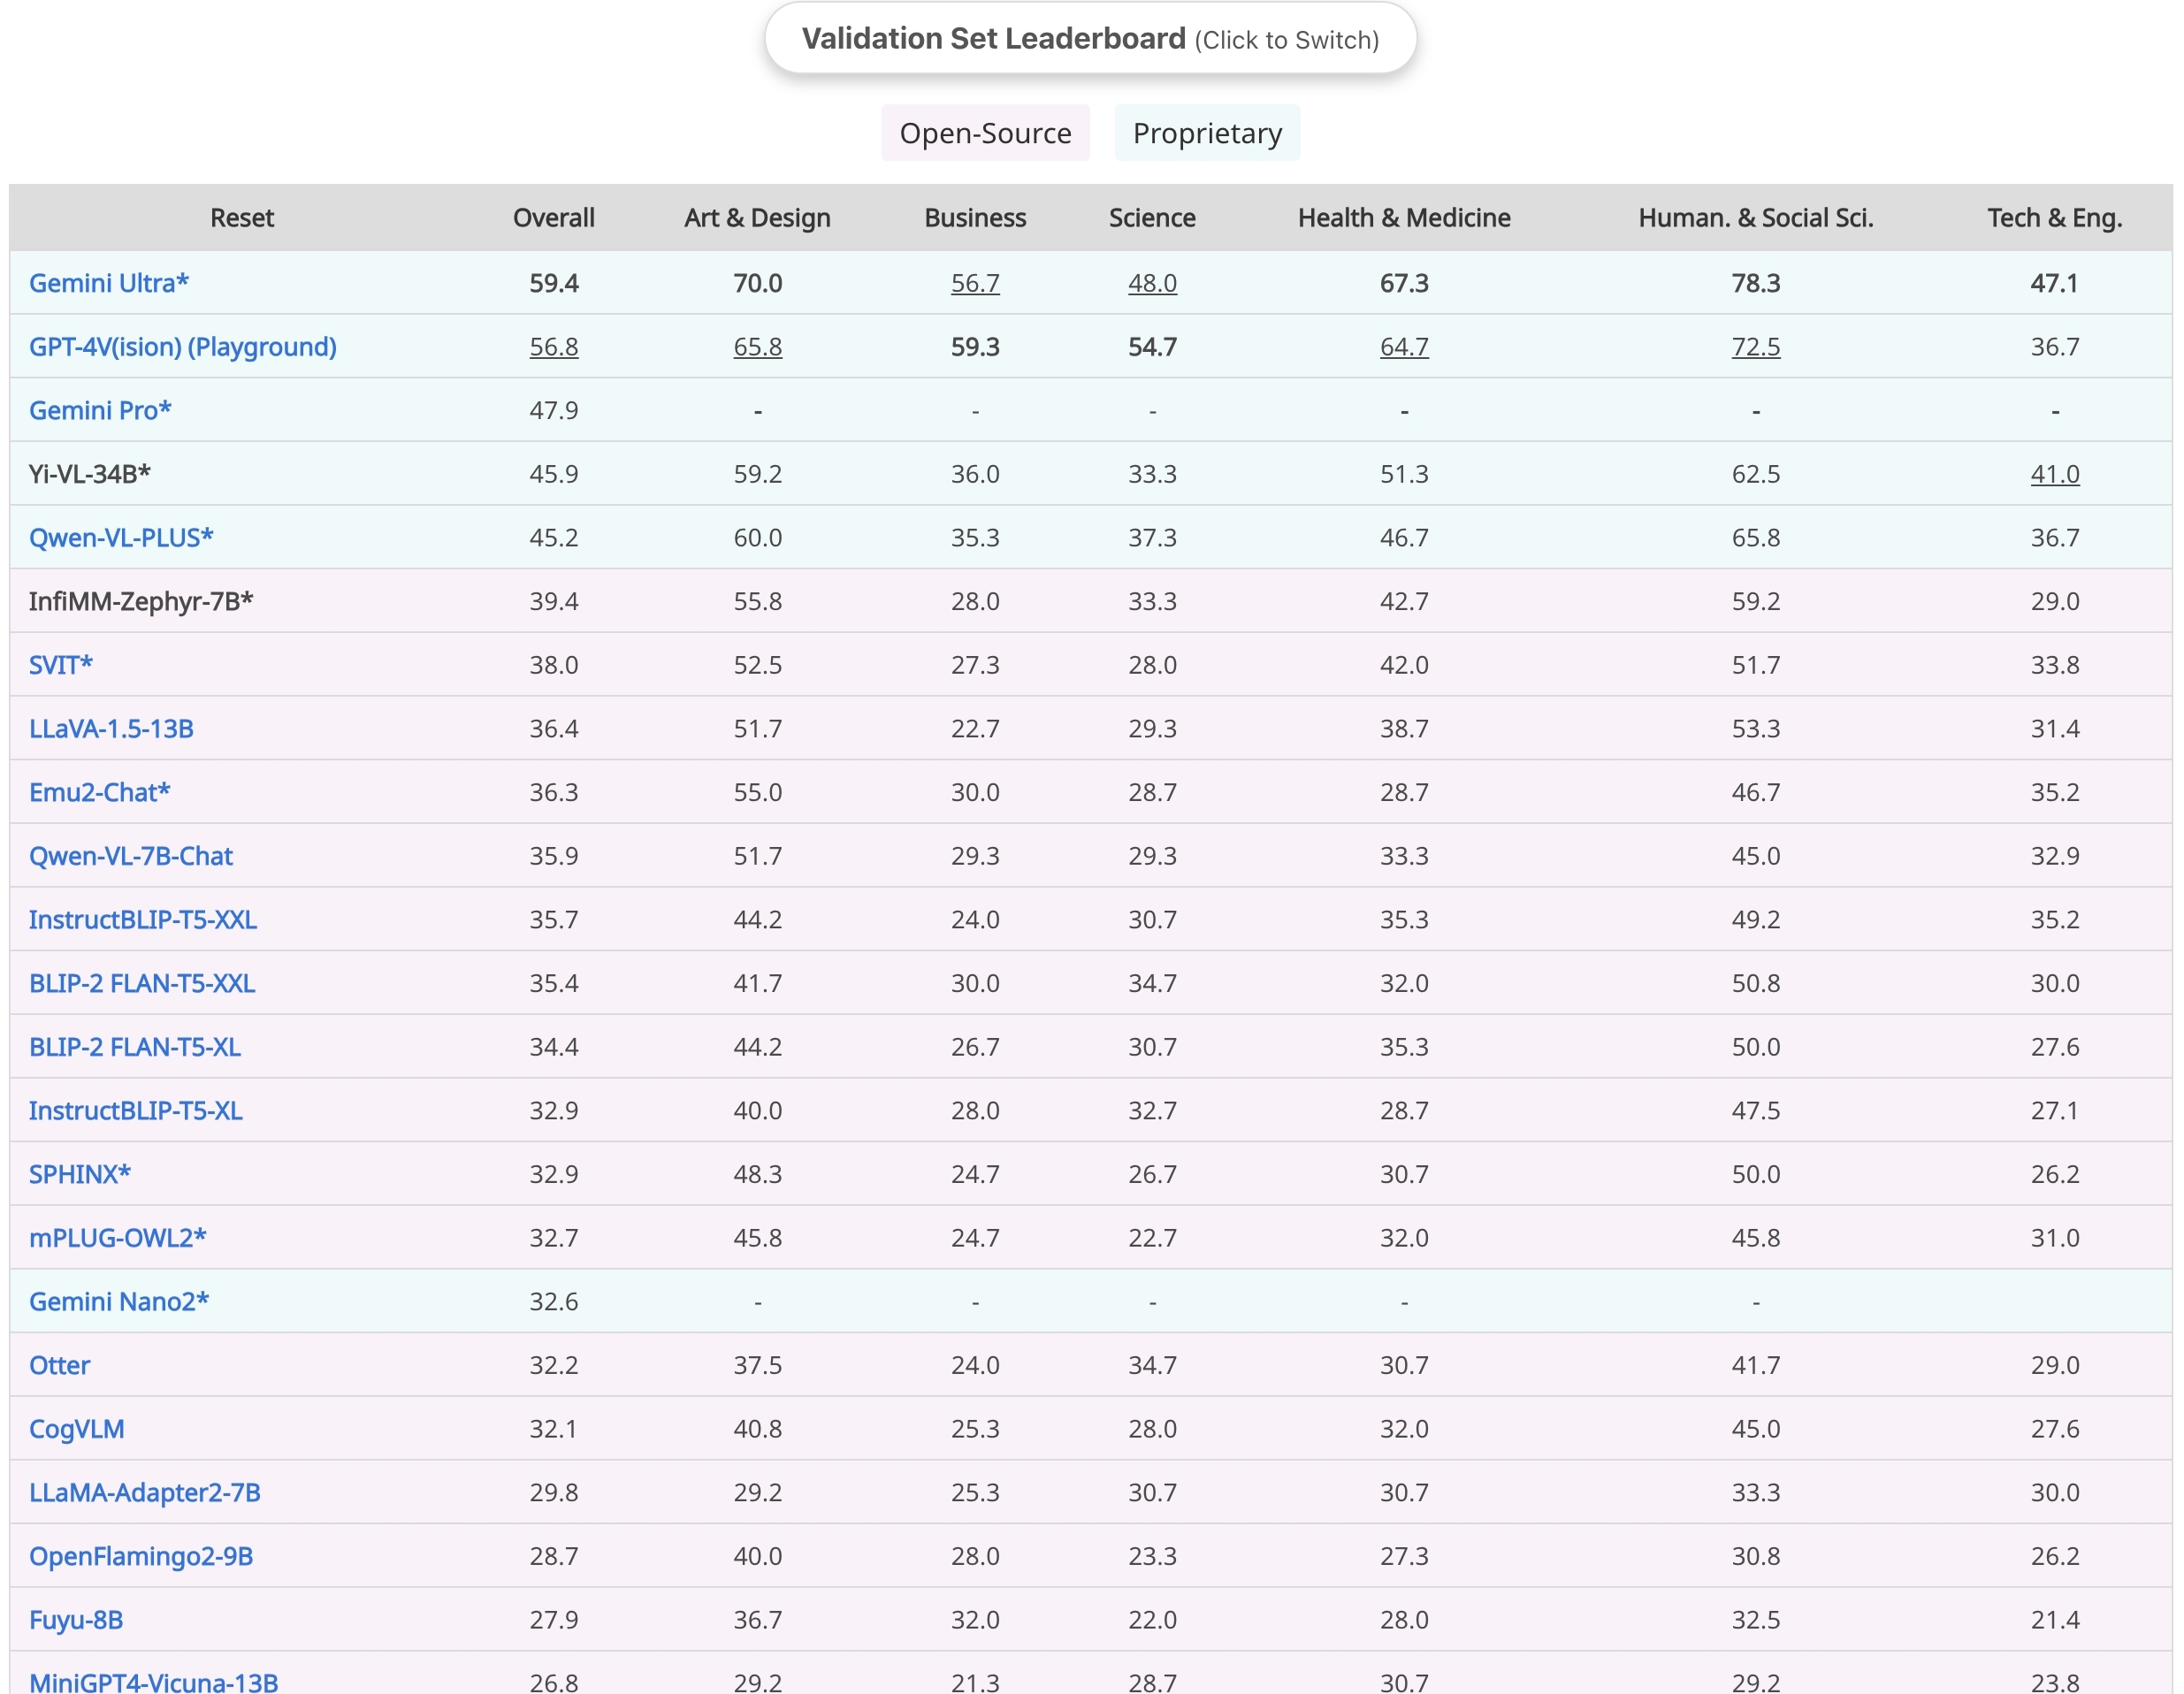 Validation Set Leaderboard (Click to Switch)
Open-Source Proprietary
Reset Overall Art & Design Business Science Health & Medicine Human. & Social Sci. Tech & Eng.
Gemini Ultra* 59.4 70.0 56.7 48.0 67.3 78.3 47.1
GPT-4V(ision) (Playground) 56.8 65.8 59.3 54.7 64.7 72.5 36.7
Gemini Pro* 47.9 - - - - - -
Yi-VL-34B* 45.9 59.2 36.0 33.3 51.3 62.5 41.0
Qwen-VL-PLUS* 45.2 60.0 35.3 37.3 46.7 65.8 36.7
InfiMM-Zephyr-7B* 39.4 55.8 28.0 33.3 42.7 59.2 29.0
SVIT* 38.0 52.5 27.3 28.0 42.0 51.7 33.8
LLaVA-1.5-13B 36.4 51.7 22.7 29.3 38.7 53.3 31.4
Emu2-Chat* 36.3 55.0 30.0 28.7 28.7 46.7 35.2
Qwen-VL-7B-Chat 35.9 51.7 29.3 29.3 33.3 45.0 32.9
InstructBLIP-T5-XXL 35.7 44.2 24.0 30.7 35.3 49.2 35.2
BLIP-2 FLAN-T5-XXL 35.4 41.7 30.0 34.7 32.0 50.8 30.0
BLIP-2 FLAN-T5-XL 34.4 44.2 26.7 30.7 35.3 50.0 27.6
InstructBLIP-T5-XL 32.9 40.0 28.0 32.7 28.7 47.5 27.1
SPHINX* 32.9 48.3 24.7 26.7 30.7 50.0 26.2
mPLUG-OWL2* 32.7 45.8 24.7 22.7 32.0 45.8 31.0
Gemini Nano2* 32.6 - - - - -
Otter 32.2 37.5 24.0 34.7 30.7 41.7 29.0
CogVLM 32.1 40.8 25.3 28.0 32.0 45.0 27.6
LLaMA-Adapter2-7B 29.8 29.2 25.3 30.7 30.7 33.3 30.0
OpenFlamingo2-9B 28.7 40.0 28.0 23.3 27.3 30.8 26.2
Fuyu-8B 27.9 36.7 32.0 22.0 28.0 32.5 21.4
MiniGPT4-Vicuna-13B 26.8 29.2 21.3 28.7 30.7 29.2 23.8